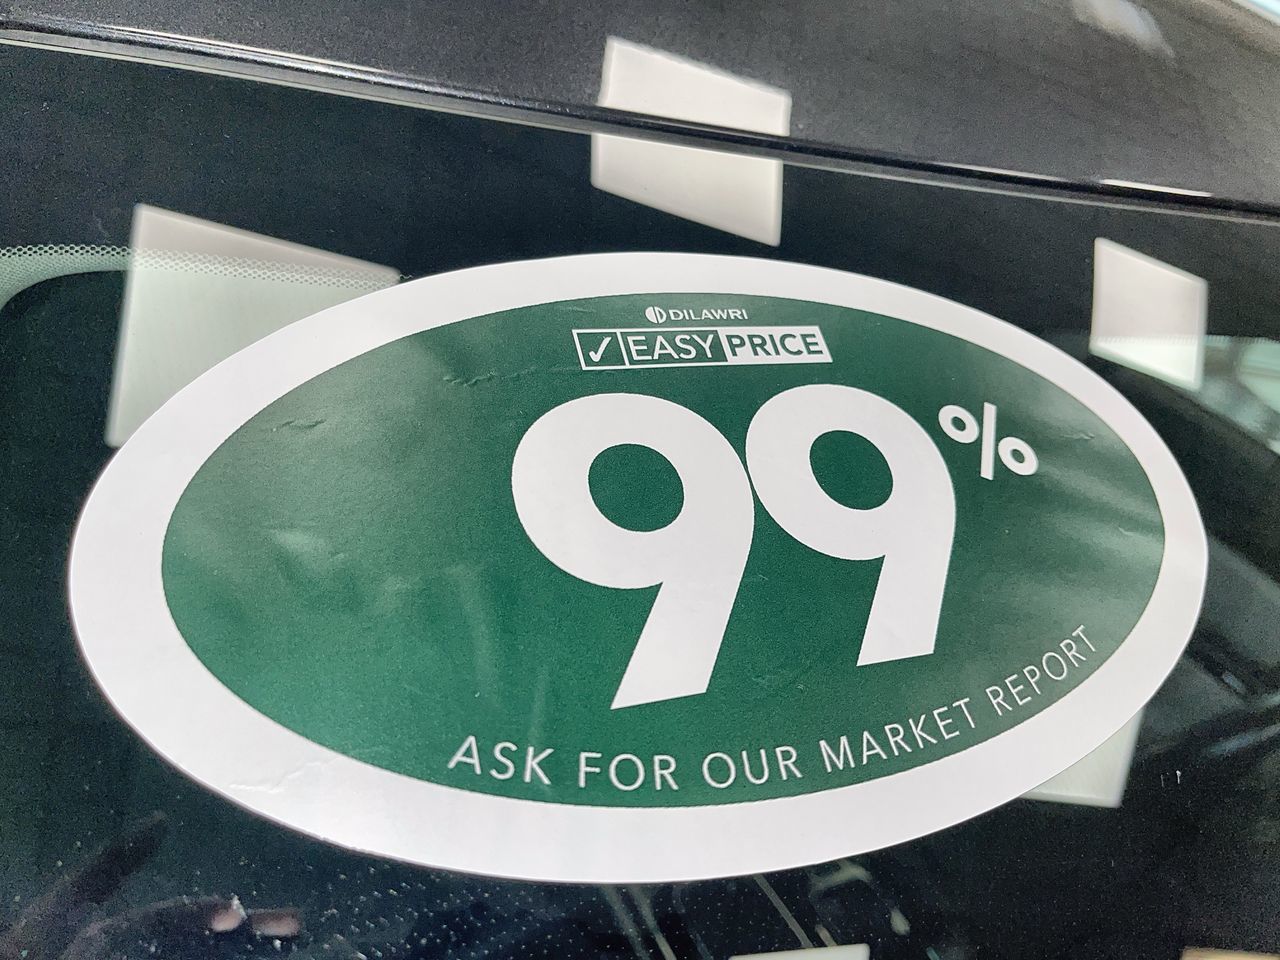 DILAWRI
✓ EASY PRICE
99%
ASK FOR OUR MARKET REPORT